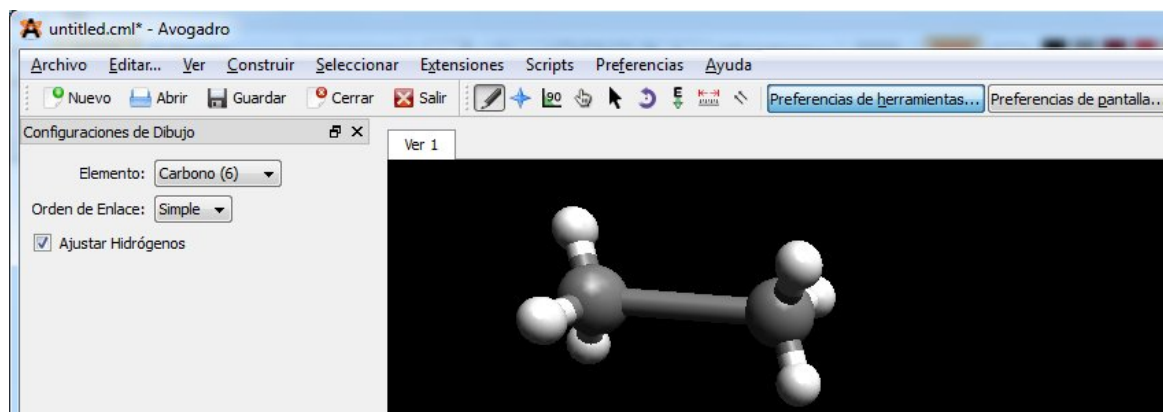 untitled.cml* - Avogadro
Archivo Editar... Ver Construir Seleccionar Extensiones Scripts Preferencias Ayuda
Nuevo Abrir Guardar Cerrar Salir 90 E Preferencias de herramientas... Preferencias de pantalla...
Configuraciones de Dibujo
Ver 1
Elemento: Carbono (6)
Orden de Enlace: Simple
Ajustar Hidrógenos